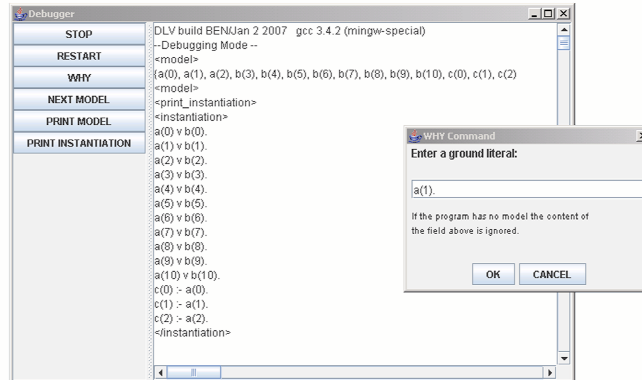 Debugger
STOP
RESTART
WHY
NEXT MODEL
PRINT MODEL
PRINT INSTANTIATION
DLV build BEN/Jan 2 2007 gcc 3.4.2 (mingw-special)
--Debugging Mode --
<model>
{a(0), a(1), a(2), b(3), b(4), b(5), b(6), b(7), b(8), b(9), b(10), c(0), c(1), c(2)
<model>
<print_instantiation>
<instantiation>
a(0) v b(0).
a(1) v b(1).
a(2) v b(2).
a(3) v b(3).
a(4) v b(4).
a(5) v b(5).
a(6) v b(6).
a(7) v b(7).
a(8) v b(8).
a(9) v b(9).
a(10) v b(10).
c(0) :- a(0).
c(1) :- a(1).
c(2) :- a(2).
</instantiation>
WHY Command
Enter a ground literal:
a(1).
If the program has no model the content of
the field above is ignored.
OK
CANCEL